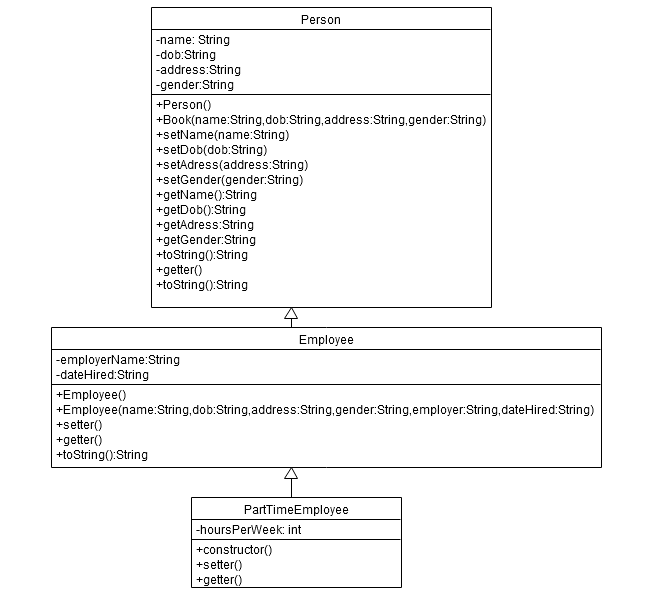 Person
-name: String
-dob:String
-address:String
-gender:String
+Person()
+Book(name:String,dob:String,address:String,gender:String)
+setName(name:String)
+setDob(dob:String)
+setAdress(address:String)
+setGender(gender:String)
+getName():String
+getDob():String
+getAdress:String
+getGender:String
+toString():String
+getter()
+toString():String
Employee
-employerName:String
-dateHired:String
+Employee()
+Employee(name:String,dob:String,address:String,gender:String,employer:String,dateHired:String)
+setter()
+getter()
+toString():String
PartTimeEmployee
-hoursPerWeek: int
+constructor()
+setter()
+getter()